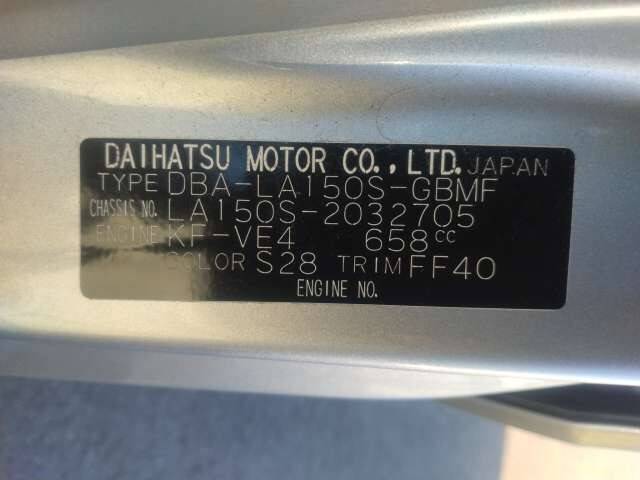 DAIHATSU MOTOR CO., LTD. JAPAN
TYPE DBA-LA150S-GBMF
CHASSIS NO. LA150S-2032705
ENGINE KF-VE4 658cc
COLOR S28 TRIM FF40
ENGINE NO.